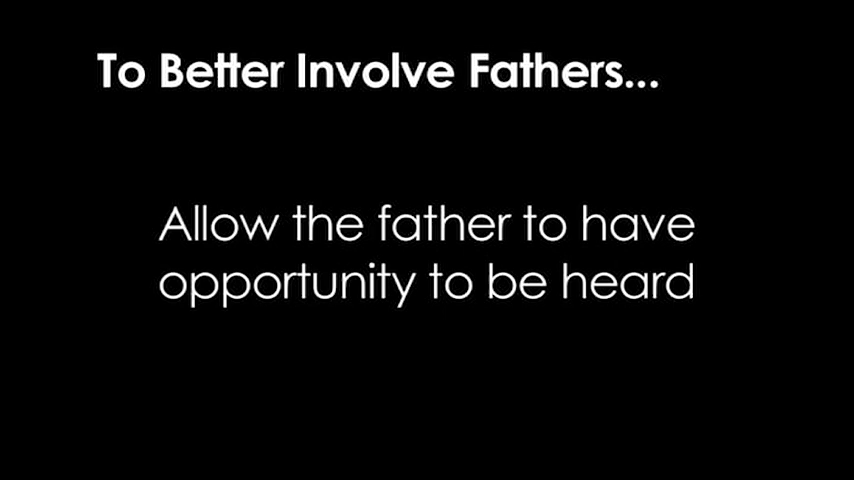 To Better Involve Fathers...
Allow the father to have
opportunity to be heard